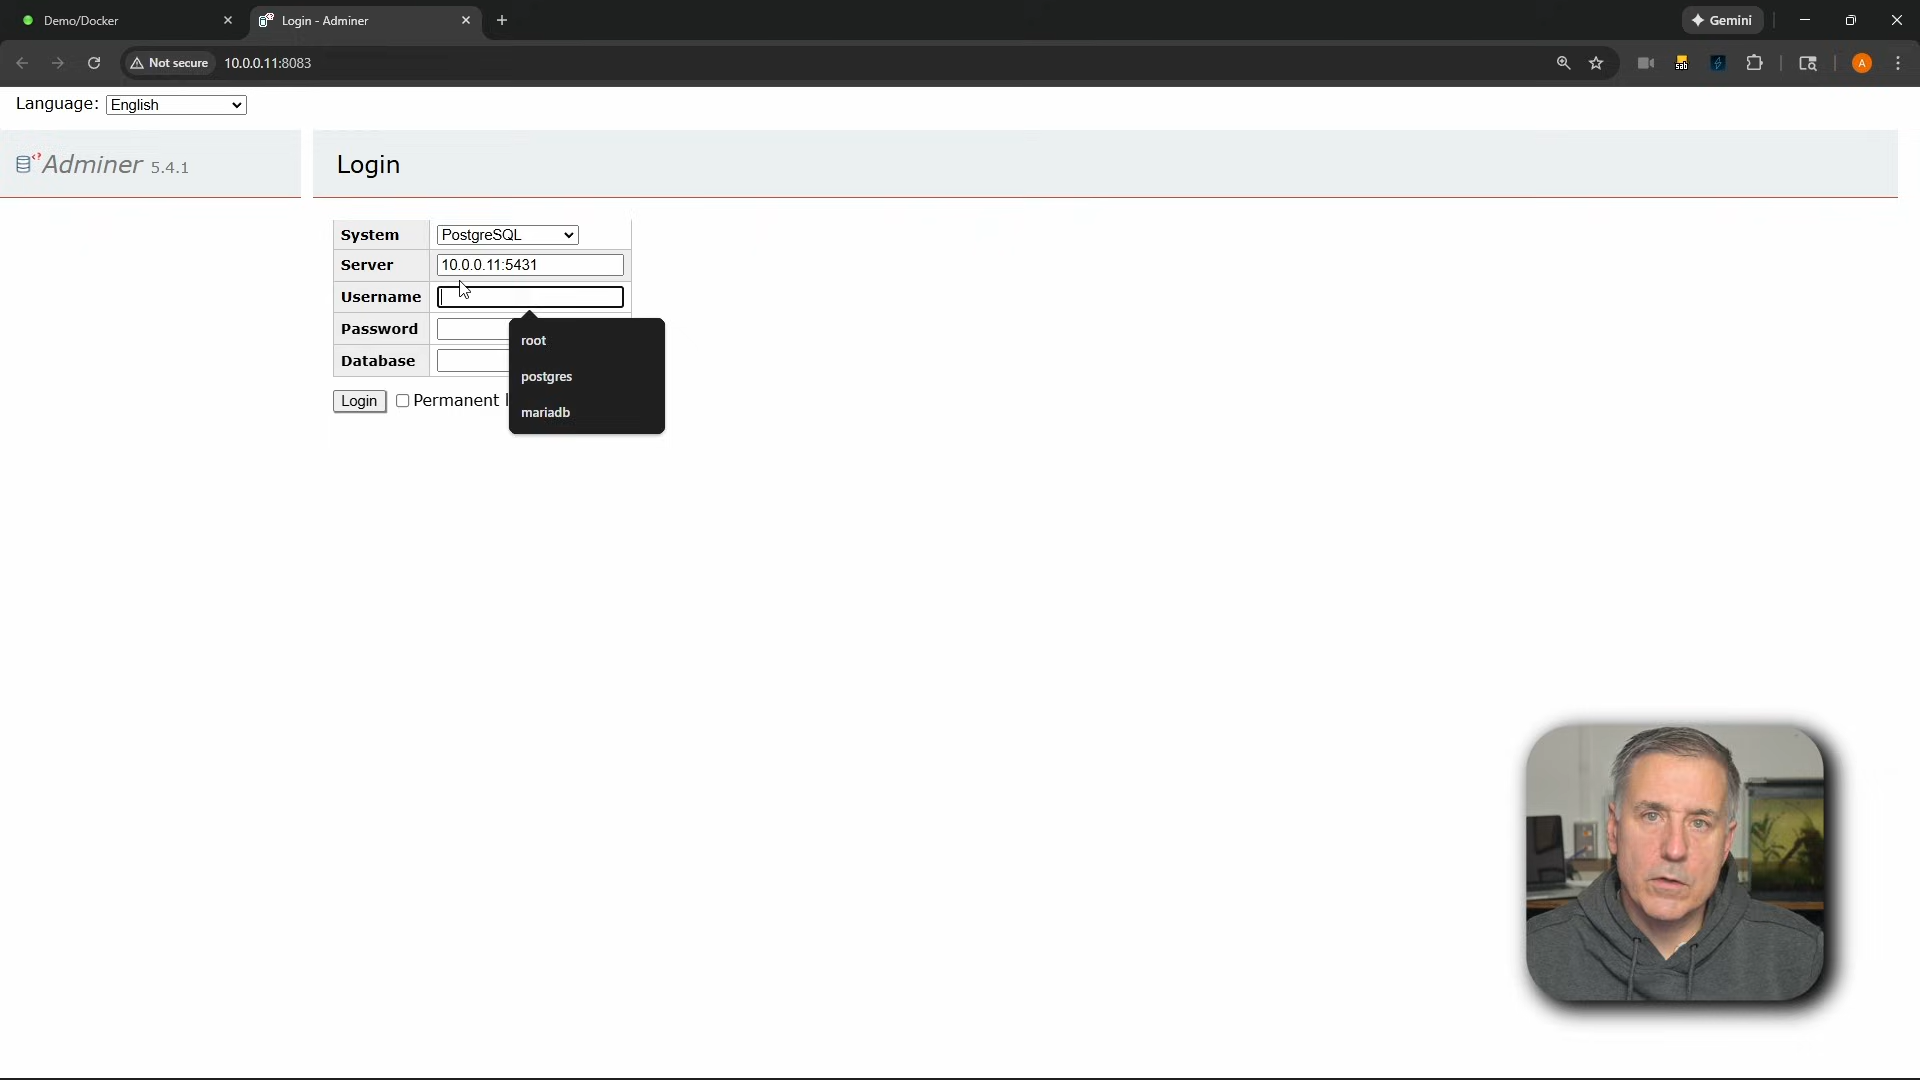 Demo/Docker
Login - Adminer
Gemini
Not secure
10.0.0.11:8083
sab
A
Language: English
Adminer 5.4.1
Login
System PostgreSQL
Server 10.0.0.11:5431
Username
Password
Database
root
postgres
mariadb
Login Permanent